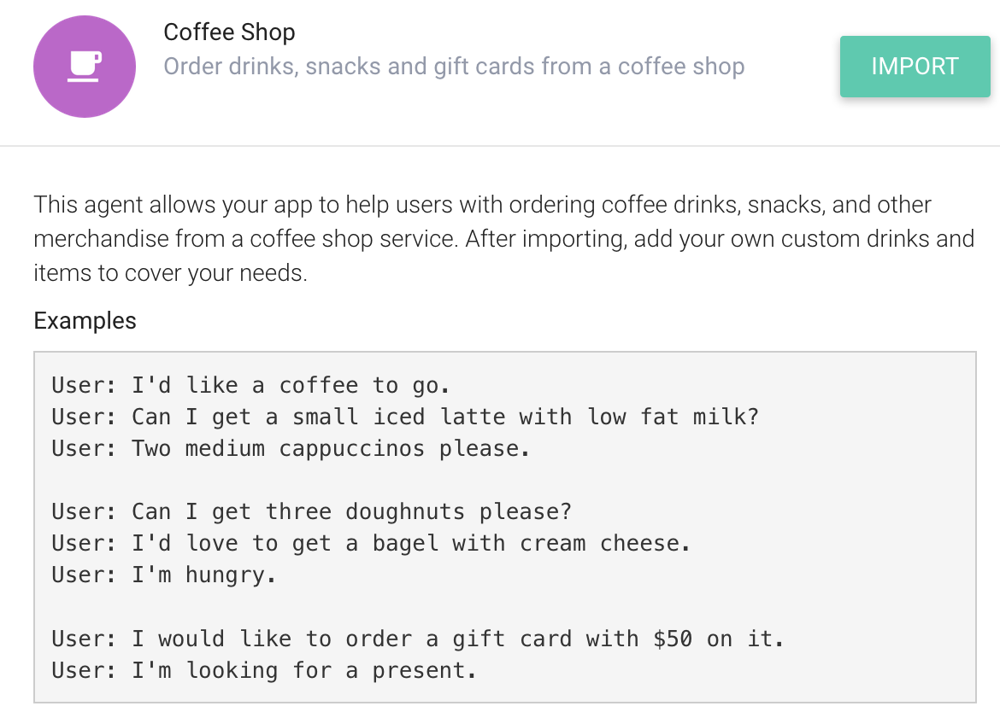 Coffee Shop
Order drinks, snacks and gift cards from a coffee shop
IMPORT
This agent allows your app to help users with ordering coffee drinks, snacks, and other
merchandise from a coffee shop service. After importing, add your own custom drinks and
items to cover your needs.
Examples
User: I'd like a coffee to go.
User: Can I get a small iced latte with low fat milk?
User: Two medium cappuccinos please.
User: Can I get three doughnuts please?
User: I'd love to get a bagel with cream cheese.
User: I'm hungry.
User: I would like to order a gift card with $50 on it.
User: I'm looking for a present.